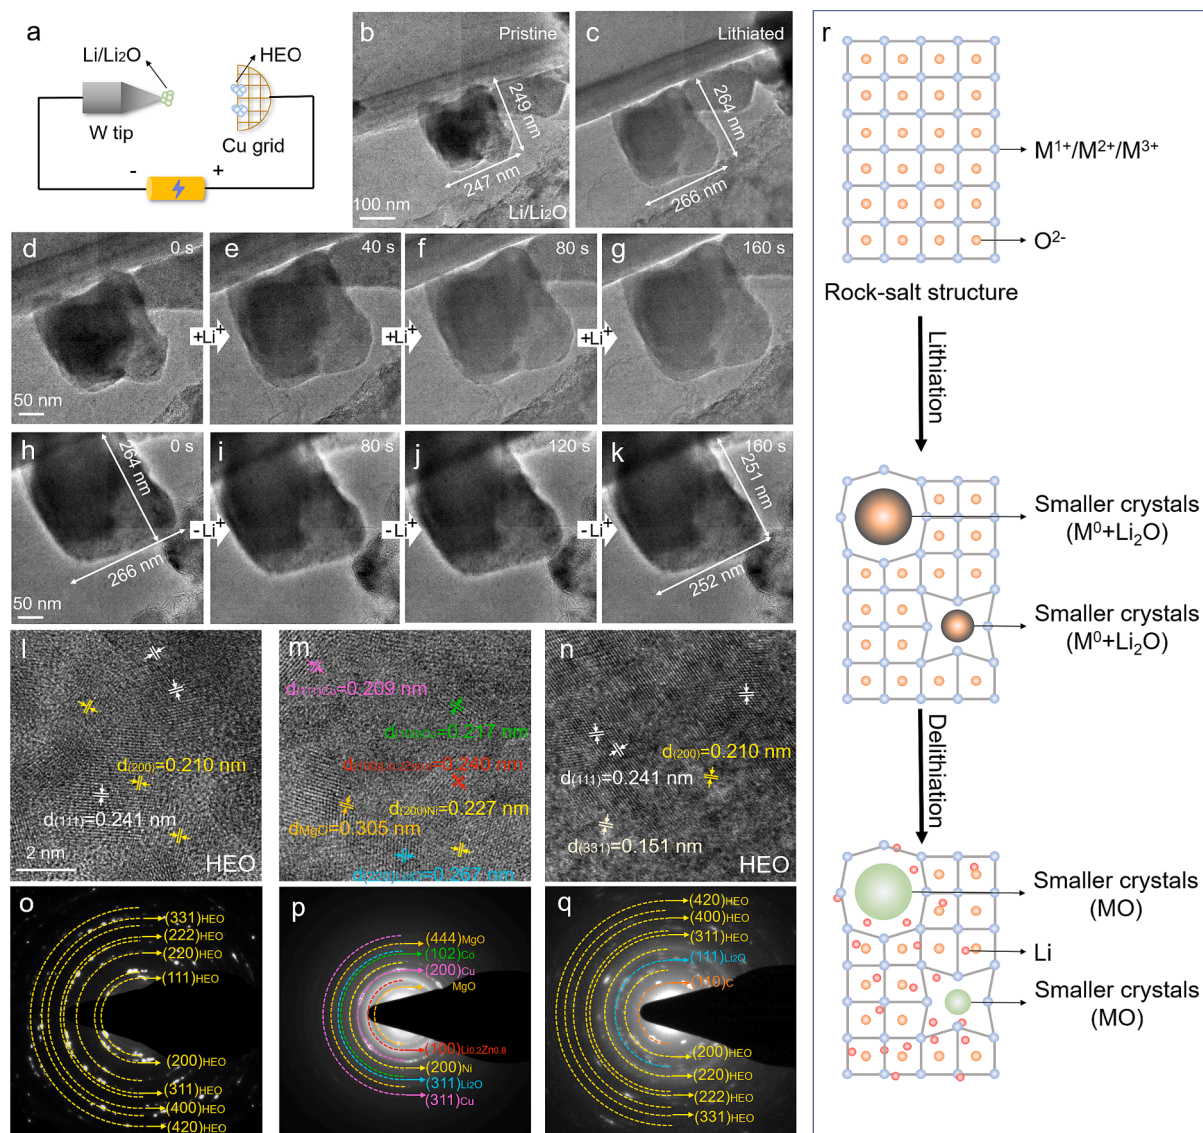 a
Li/Li₂O
HEO
W tip
Cu grid
-
+
b
Pristine
249 nm
247 nm
100 nm
Li/Li₂O
c
Lithiated
264 nm
266 nm
d
0 s
50 nm
+Li⁺
e
40 s
+Li⁺
f
80 s
+Li⁺
g
160 s
h
0 s
264 nm
266 nm
50 nm
-Li⁺
i
80 s
-Li⁺
j
120 s
-Li⁺
k
160 s
251 nm
252 nm
l
d(200)=0.210 nm
d(111)=0.241 nm
2 nm
HEO
m
=0.209 nm
=0.217 nm
=0.240 nm
d(200)Ni=0.227 nm
dMgO=0.305 nm
=0.267 nm
n
d(200)=0.210 nm
d(111)=0.241 nm
d(331)=0.151 nm
HEO
o
(331)HEO
(222)HEO
(220)HEO
(111)HEO
(200)HEO
(311)HEO
(400)HEO
(420)HEO
p
(444)MgO
(102)Co
(200)Cu
MgO
(100)Li0.2Zn0.8
(200)Ni
(311)Li₂O
(311)Cu
q
(420)HEO
(400)HEO
(311)HEO
(111)Li₂O
(110)C
(200)HEO
(220)HEO
(222)HEO
(331)HEO
r
M¹⁺/M²⁺/M³⁺
O²⁻
Rock-salt structure
Lithiation
Smaller crystals
(M⁰+Li₂O)
Smaller crystals
(M⁰+Li₂O)
Delithiation
Smaller crystals
(MO)
Li
Smaller crystals
(MO)